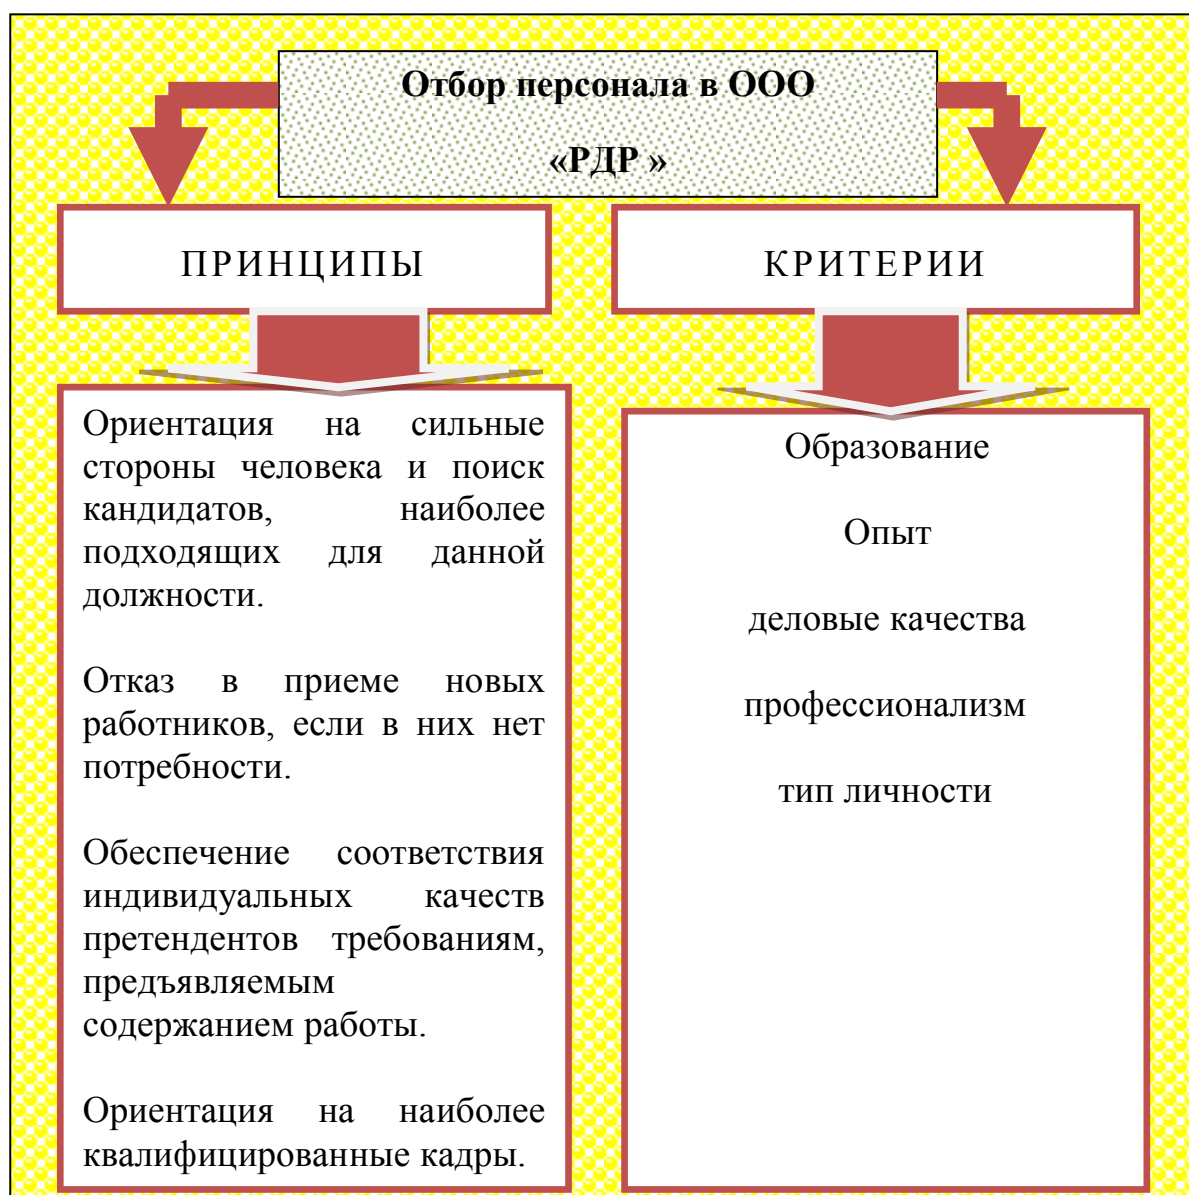 Отбор персонала в ООО
«РДР »
ПРИНЦИПЫ
Ориентация на сильные
стороны человека и поиск
кандидатов, наиболее
подходящих для данной
должности.
Отказ в приеме новых
работников, если в них нет
потребности.
Обеспечение соответствия
индивидуальных качеств
претендентов требованиям,
предъявляемым
содержанием работы.
Ориентация на наиболее
квалифицированные кадры.
КРИТЕРИИ
Образование
Опыт
деловые качества
профессионализм
тип личности